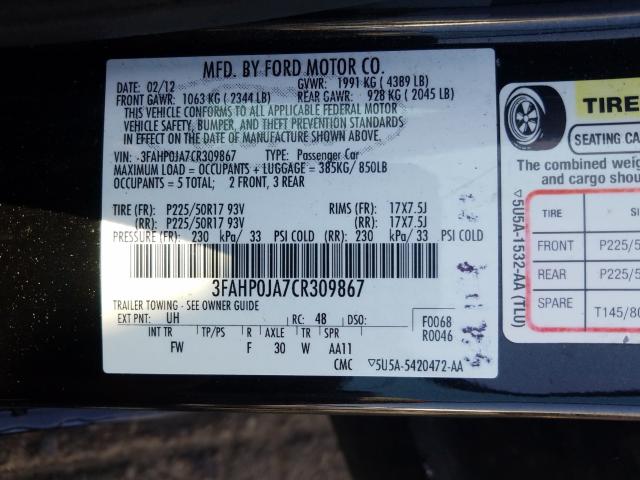 MFD. BY FORD MOTOR CO.
DATE: 02/12 GVWR: 1991 KG ( 4389 LB)
FRONT GAWR: 1063 KG ( 2344 LB) REAR GAWR: 928 KG ( 2045 LB)
THIS VEHICLE CONFORMS TO ALL APPLICABLE FEDERAL MOTOR
VEHICLE SAFETY, BUMPER, AND THEFT PREVENTION STANDARDS
IN EFFECT ON THE DATE OF MANUFACTURE SHOWN ABOVE.
VIN: 3FAHP0JA7CR309867 TYPE: Passenger Car
MAXIMUM LOAD = OCCUPANTS + LUGGAGE = 385KG/ 850LB
OCCUPANTS = 5 TOTAL; 2 FRONT, 3 REAR
TIRE (FR): P225/50R17 93V RIMS (FR): 17X7.5J
(RR): P225/50R17 93V (RR): 17X7.5J
PRESSURE (FR): 230 kPa/ 33 PSI COLD (RR): 230 kPa/ 33 PSI COLD
3FAHP0JA7CR309867
TRAILER TOWING - SEE OWNER GUIDE
EXT PNT: UH RC: 48 DSO: F0068
R0046
INT TR TP/PS R AXLE TR SPR
FW F 30 W AA11
CMC 5U5A-5420472-AA
5U5A-1532-AA (TLU)
TIRE
SEATING CA
The combined weig
and cargo shou
TIRE SI
FRONT P225/5
REAR P225/5
SPARE T145/80